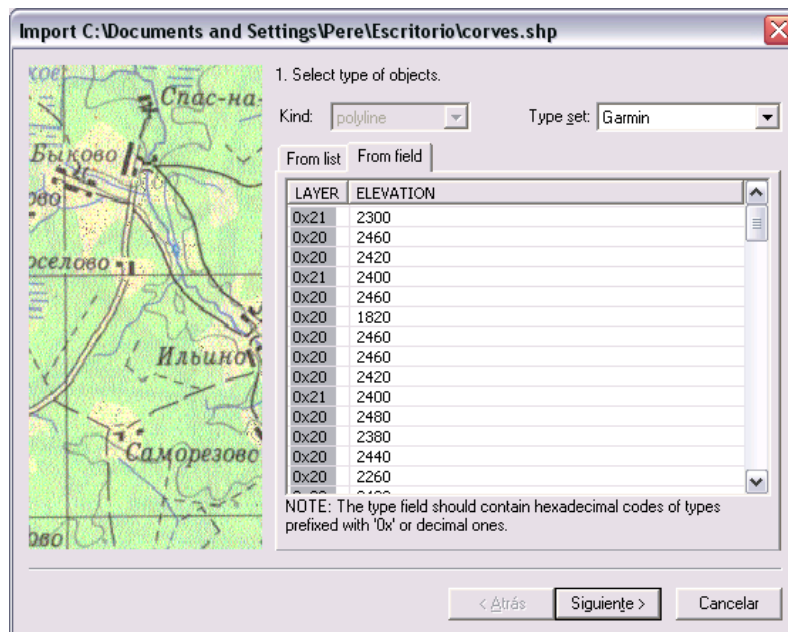 Import C:\Documents and Settings\Pere\Escritorio\corves.shp
1. Select type of objects.
Kind: polyline Type set: Garmin
From list From field
LAYER ELEVATION
0x21 2300
0x20 2460
0x20 2420
0x21 2400
0x20 2460
0x20 1820
0x20 2460
0x20 2460
0x20 2420
0x21 2400
0x20 2480
0x20 2380
0x20 2440
0x20 2260
NOTE: The type field should contain hexadecimal codes of types
prefixed with '0x' or decimal ones.
< Atrás Siguiente > Cancelar
кое
Спас-на-
Быково
ово
оселово
Ильино
Саморезово
ово